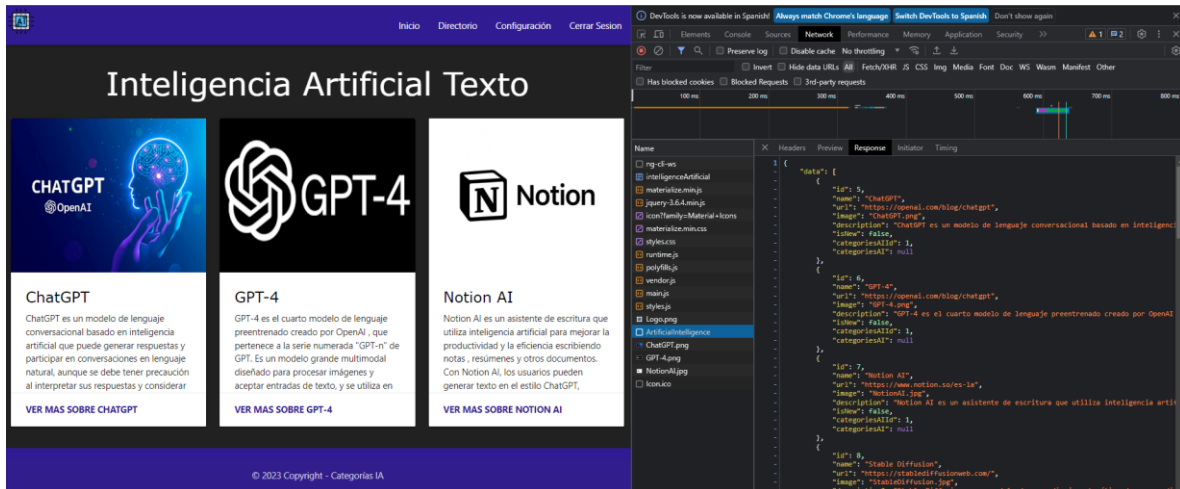 AI
Inicio Directorio Configuración Cerrar Sesion
Inteligencia Artificial Texto
CHATGPT
OpenAI
GPT-4
Notion
ChatGPT
ChatGPT es un modelo de lenguaje
conversacional basado en inteligencia
artificial que puede generar respuestas y
participar en conversaciones en lenguaje
natural, aunque se debe tener precaución
al interpretar sus respuestas y considerar
VER MAS SOBRE CHATGPT
GPT-4
GPT-4 es el cuarto modelo de lenguaje
preentrenado creado por OpenAI , que
pertenece a la serie numerada "GPT-n" de
GPT. Es un modelo grande multimodal
diseñado para procesar imágenes y
aceptar entradas de texto, y se utiliza en
VER MAS SOBRE GPT-4
Notion AI
Notion AI es un asistente de escritura que
utiliza inteligencia artificial para mejorar la
productividad y la eficiencia escribiendo
notas , resúmenes y otros documentos.
Con Notion AI, los usuarios pueden
generar texto en el estilo ChatGPT,
VER MAS SOBRE NOTION AI
© 2023 Copyright - Categorías IA
DevTools is now available in Spanish! Always match Chrome's language Switch DevTools to Spanish Don't show again
Elements Console Sources Network Performance Memory Application Security 1 2
Preserve log Disable cache No throttling
Filter Invert Hide data URLs All Fetch/XHR JS CSS Img Media Font Doc WS Wasm Manifest Other
Has blocked cookies Blocked Requests 3rd-party requests
100 ms 200 ms 300 ms 400 ms 500 ms 600 ms 700 ms 800 ms
Name
ng-cli-ws
intelligenceArtificial
materialize.min.js
jquery-3.6.4.min.js
icon?family=Material+Icons
materialize.min.css
styles.css
runtime.js
polyfills.js
vendor.js
main.js
styles.js
Logo.png
ArtificialIntelligence
ChatGPT.png
GPT-4.png
NotionAI.jpg
Icon.ico
Headers Preview Response Initiator Timing
1 {
"data": [
{
"id": 5,
"name": "ChatGPT",
"url": "https://openai.com/blog/chatgpt",
"image": "ChatGPT.png",
"description": "ChatGPT es un modelo de lenguaje conversacional basado en inteligenci
"isNew": false,
"categoriesAIId": 1,
"categoriesAI": null
},
{
"id": 6,
"name": "GPT-4",
"url": "https://openai.com/blog/chatgpt",
"image": "GPT-4.png",
"description": "GPT-4 es el cuarto modelo de lenguaje preentrenado creado por OpenAI
"isNew": false,
"categoriesAIId": 1,
"categoriesAI": null
},
{
"id": 7,
"name": "Notion AI",
"url": "https://www.notion.so/es-la",
"image": "NotionAI.jpg",
"description": "Notion AI es un asistente de escritura que utiliza inteligencia arti
"isNew": false,
"categoriesAIId": 1,
"categoriesAI": null
},
{
"id": 8,
"name": "Stable Diffusion",
"url": "https://stablediffusionweb.com/",
"image": "StableDiffusion.jpg",